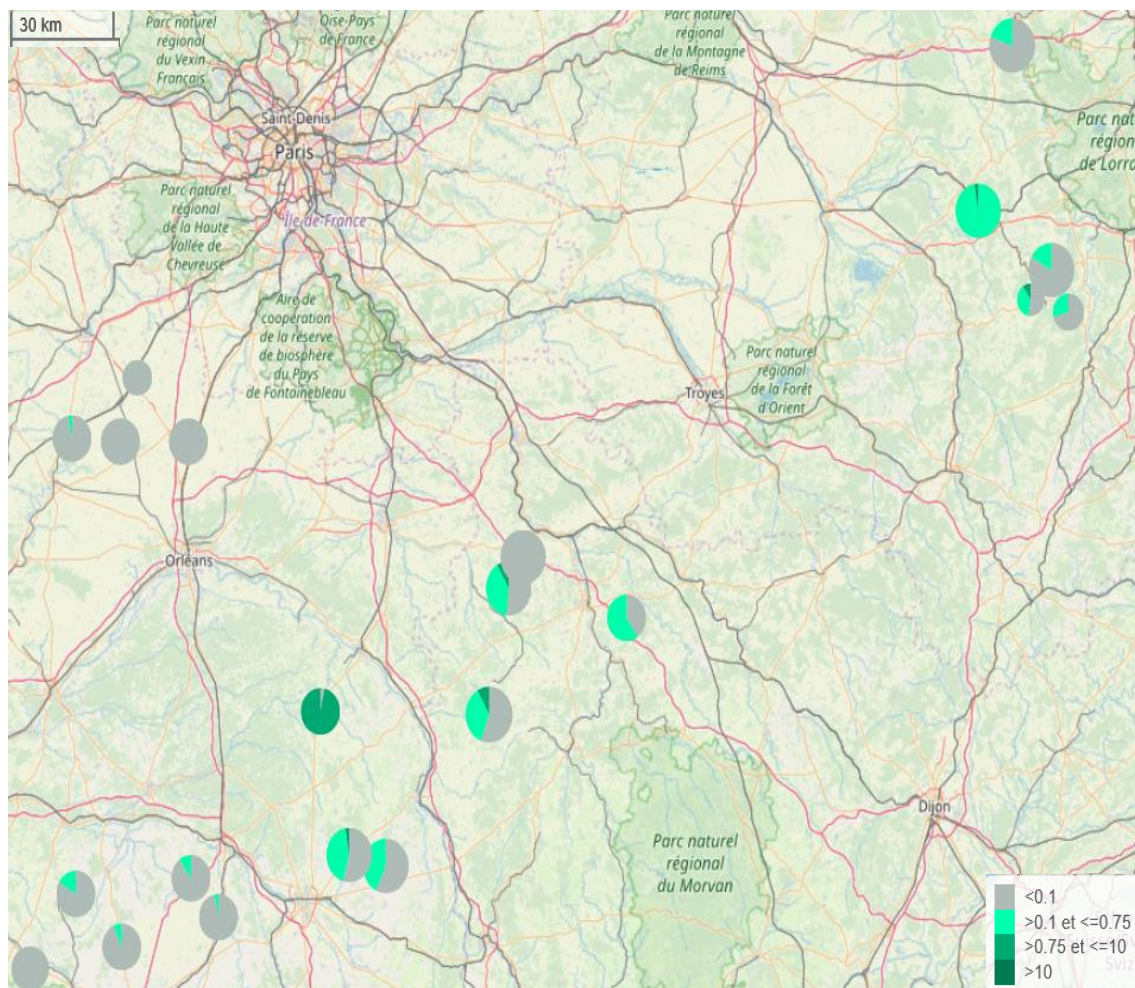 30 km
Parc naturel
régional
du Vexin
Français
Oise-Pays
de France
Parc naturel
régional
de la Montagne
de Reims
Saint-Denis
Paris
Parc nat
région
de Lorra
Parc naturel
régional
de la Haute
Vallée de
Chevreuse
Île-de-France
Aire de
coopération
de la réserve
de biosphère
du Pays
de Fontainebleau
Parc naturel
régional
de la Forêt
d'Orient
Troyes
Orléans
Dijon
Parc naturel
régional
du Morvan
<0.1
>0.1 et <=0.75
>0.75 et <=10
>10